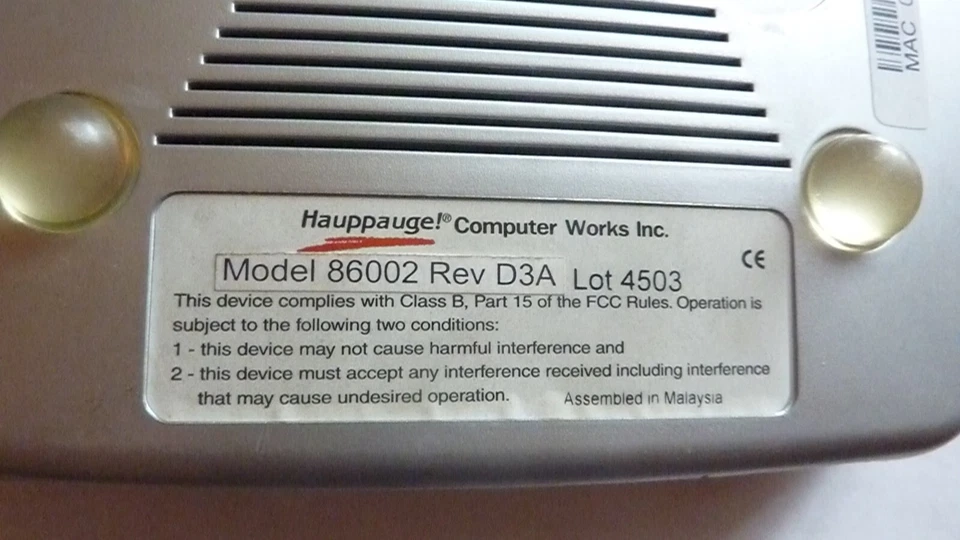 MAC
Hauppauge!® Computer Works Inc.
CE
Model 86002 Rev D3A Lot 4503
This device complies with Class B, Part 15 of the FCC Rules. Operation is
subject to the following two conditions:
1 - this device may not cause harmful interference and
2 - this device must accept any interference received including interference
that may cause undesired operation. Assembled in Malaysia